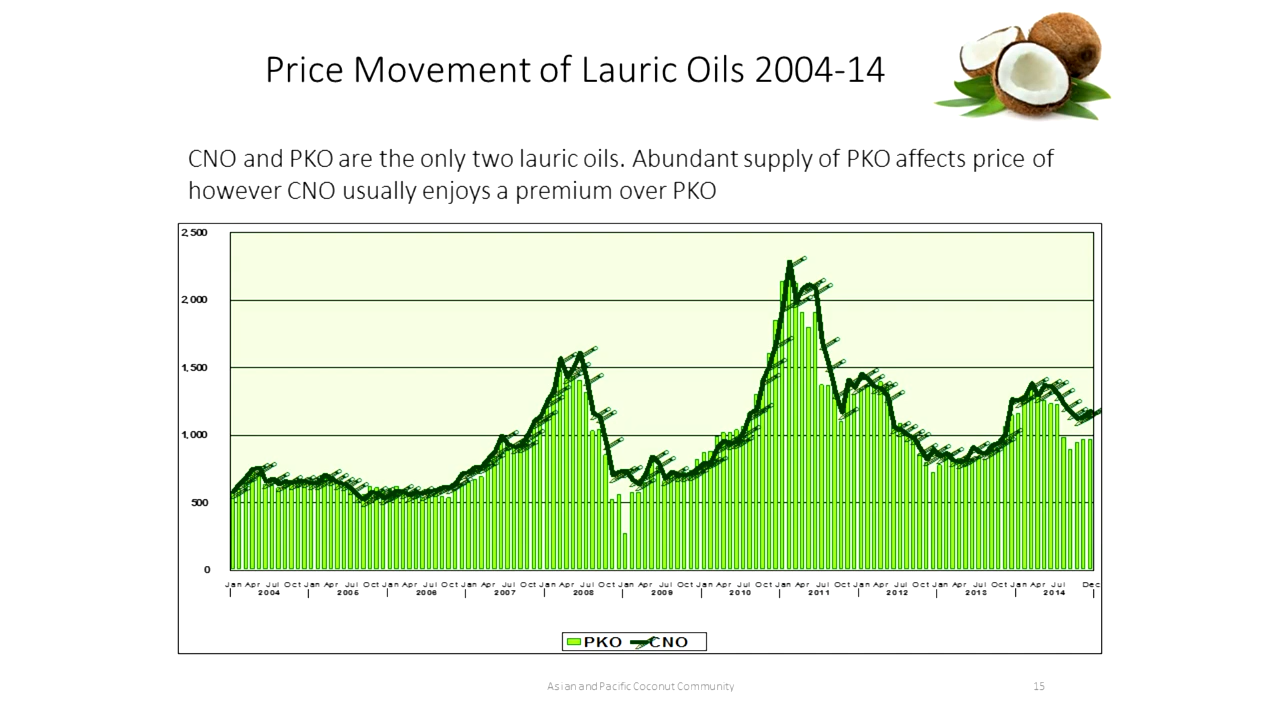 Price Movement of Lauric Oils 2004-14
CNO and PKO are the only two lauric oils. Abundant supply of PKO affects price of
however CNO usually enjoys a premium over PKO
2,500
2,000
1,500
1,000
500
0
Jan Apr Jul Oct Jan Apr Jul Oct Jan Apr Jul Oct Jan Apr Jul Oct Jan Apr Jul Oct Jan Apr Jul Oct Jan Apr Jul Oct Jan Apr Jul Oct Jan Apr Jul Oct Jan Apr Jul Oct Jan Apr Jul Dec
2004 2005 2006 2007 2008 2009 2010 2011 2012 2013 2014
PKO CNO
Asian and Pacific Coconut Community 15